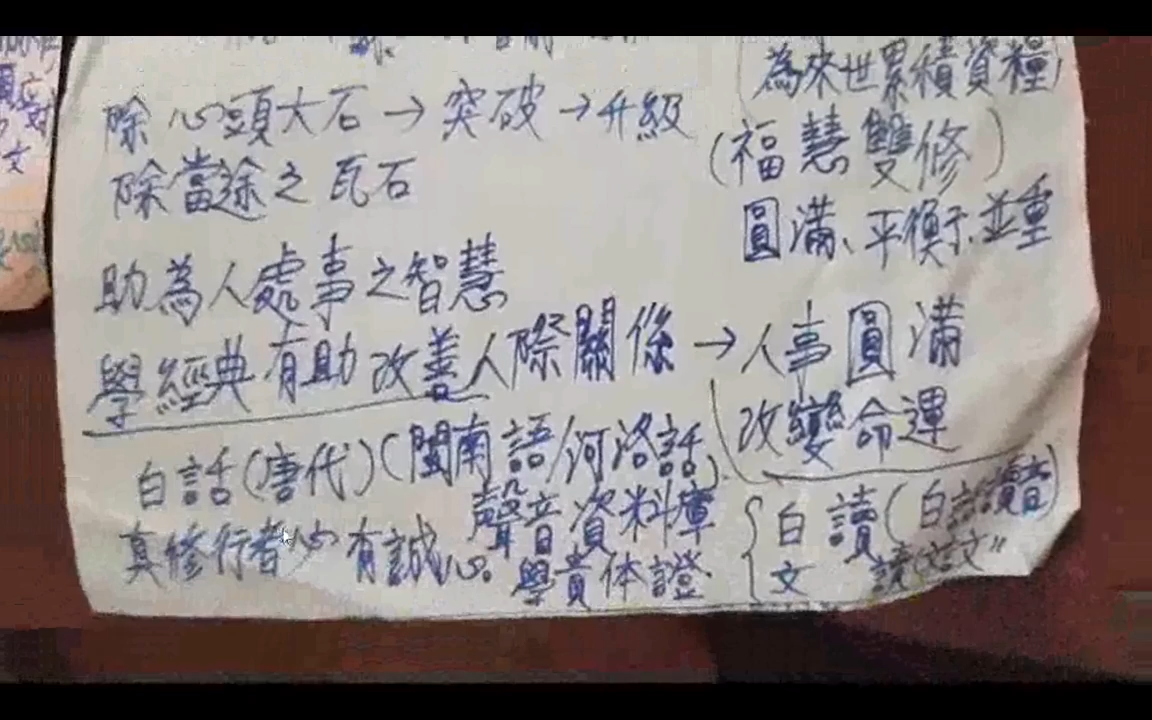 為來世累積資糧
除心頭大石→突破→升級
(福慧雙修)
除當途之瓦石
圓滿、平衡、並重
助為人處事之智慧
學經典有助改善人際關係→人事圓滿
改變命運
白話(唐代)(閩南語/河洛話)
聲音資料庫
白讀(白話讀音)
真修行者必有誠心。
學貴体證
文讀